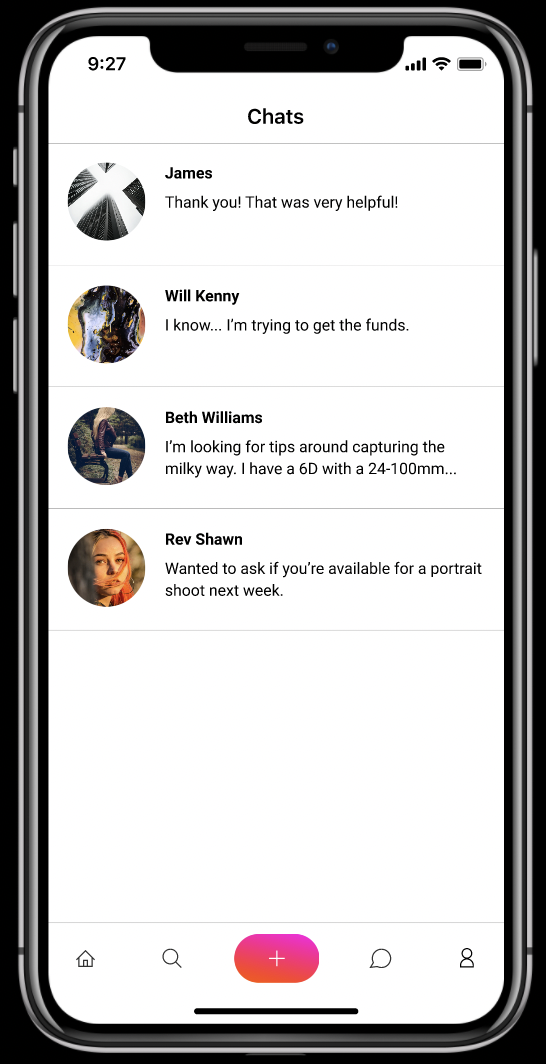 9:27
Chats
James
Thank you! That was very helpful!
Will Kenny
I know... I’m trying to get the funds.
Beth Williams
I’m looking for tips around capturing the
milky way. I have a 6D with a 24-100mm...
Rev Shawn
Wanted to ask if you’re available for a portrait
shoot next week.